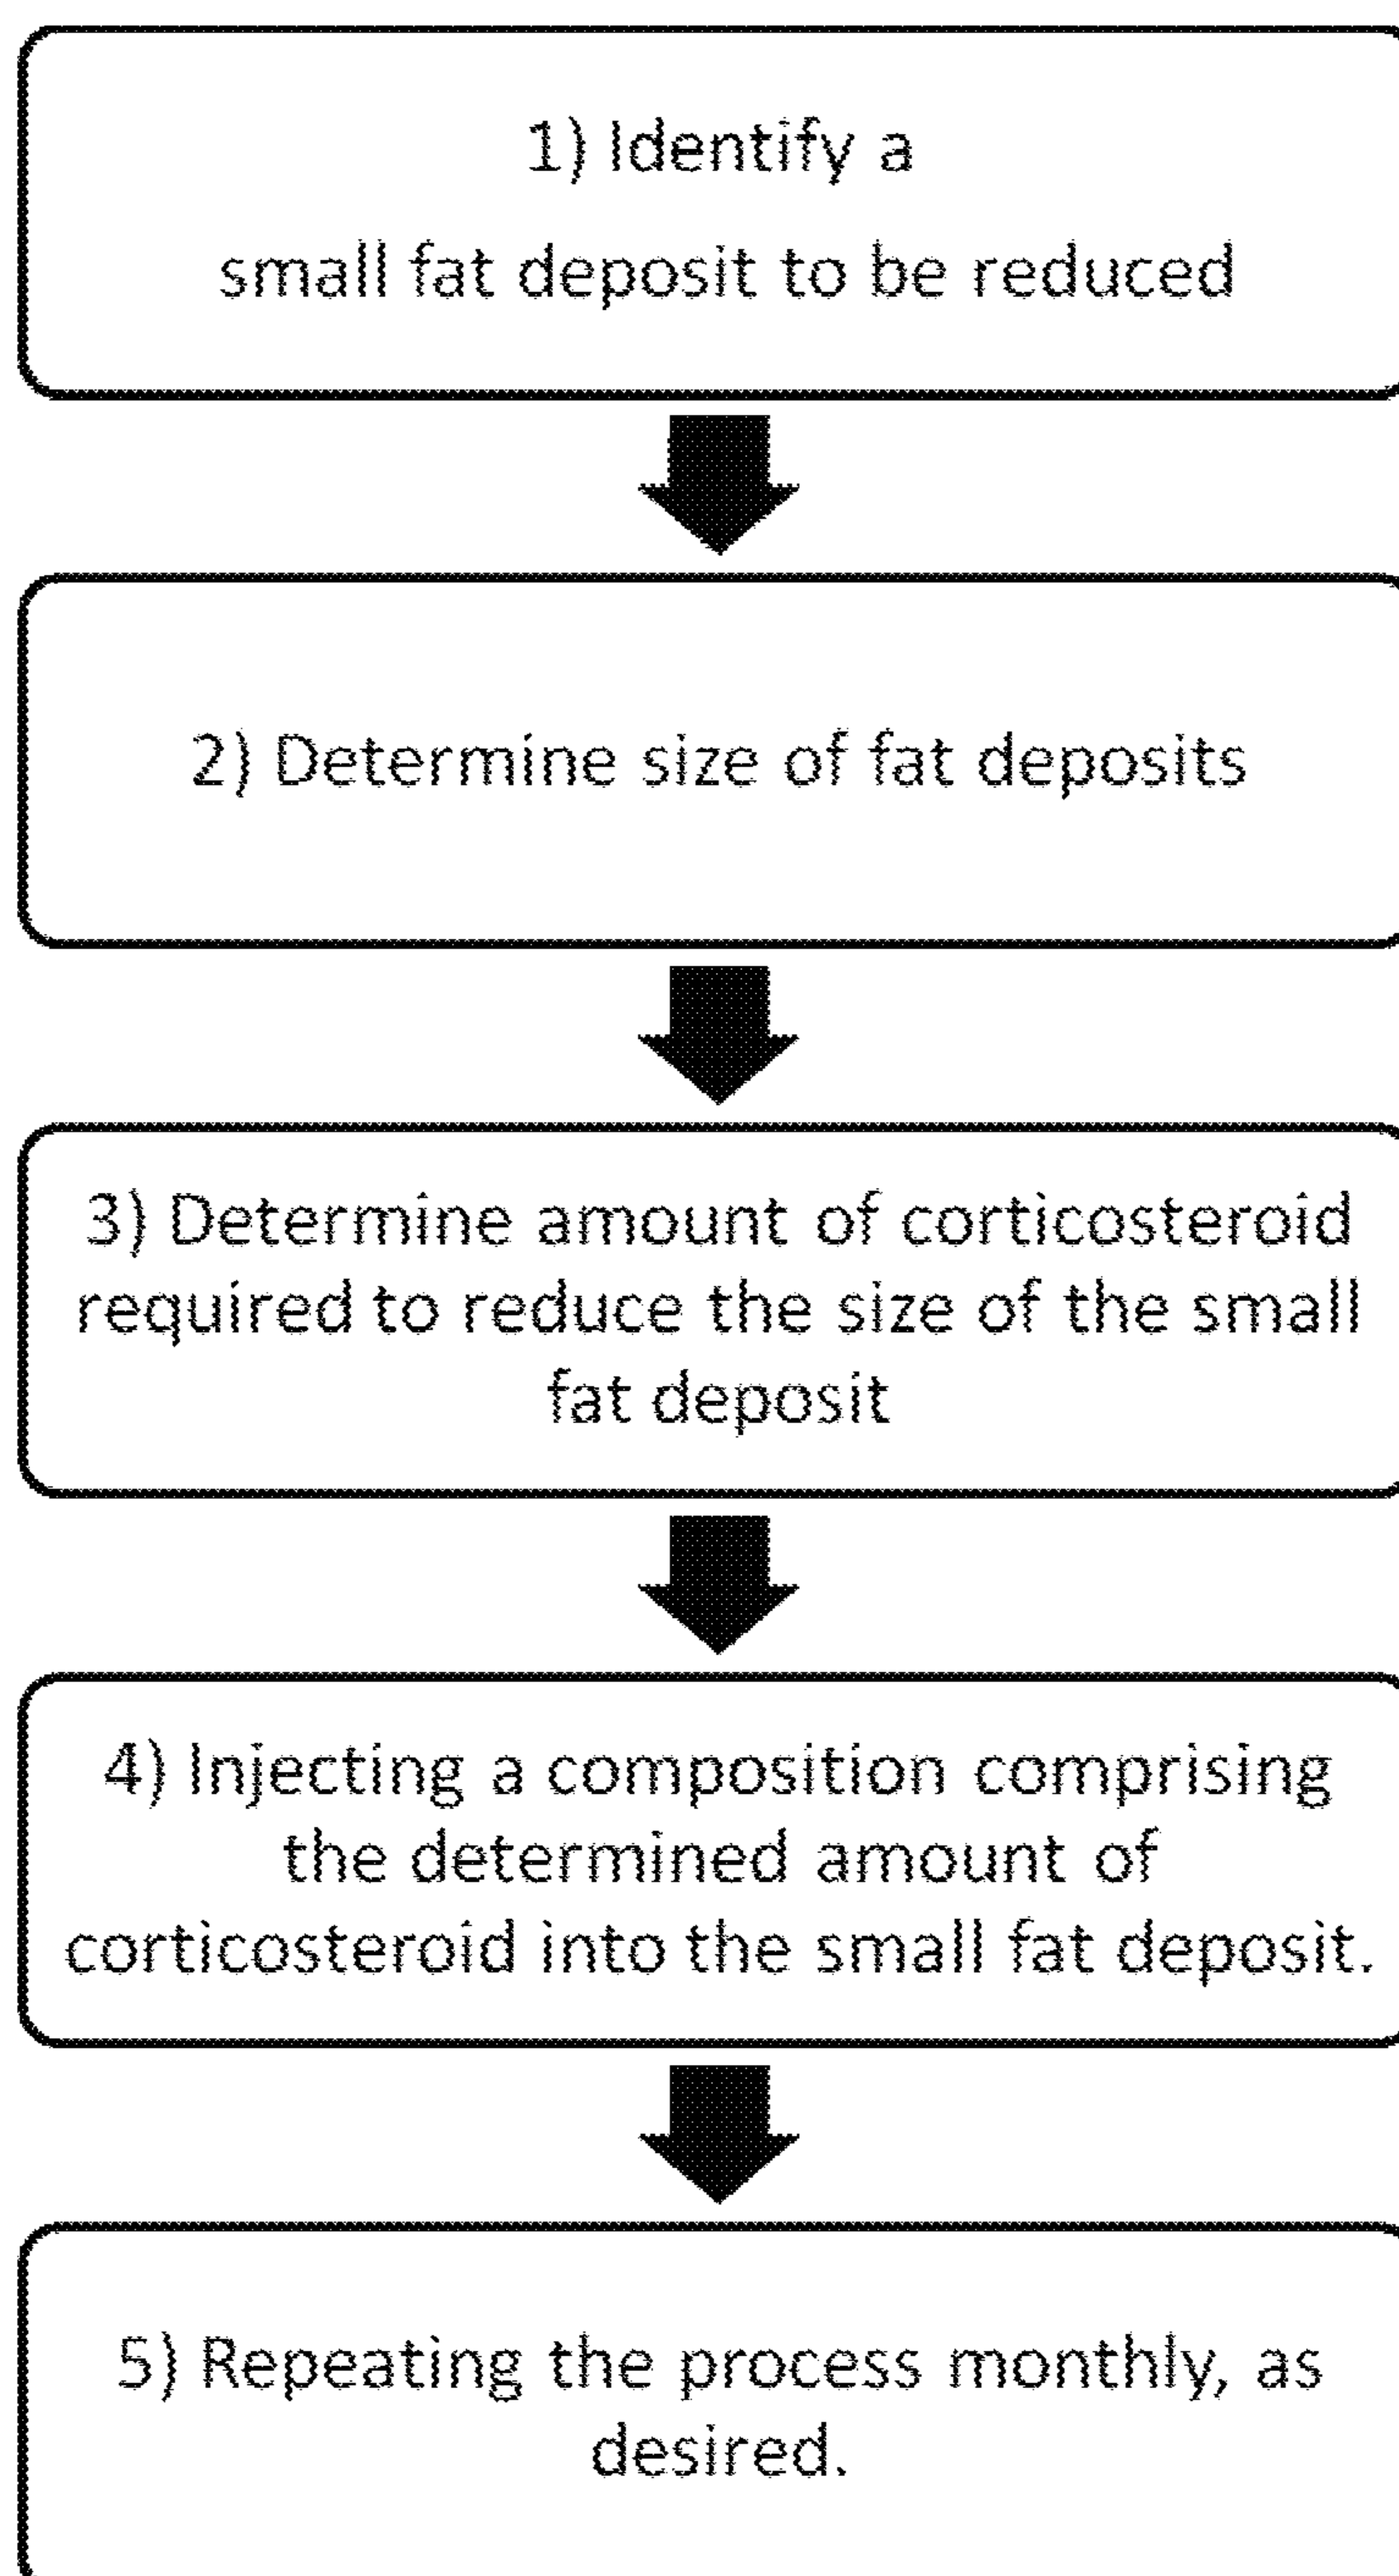 1) Identify a
small fat deposit to be reduced
2) Determine size of fat deposits
3) Determine amount of corticosteroid
required to reduce the size of the small
fat deposit
4) Injecting a composition comprising
the determined amount of
corticosteroid into the small fat deposit.
5) Repeating the process monthly, as
desired.